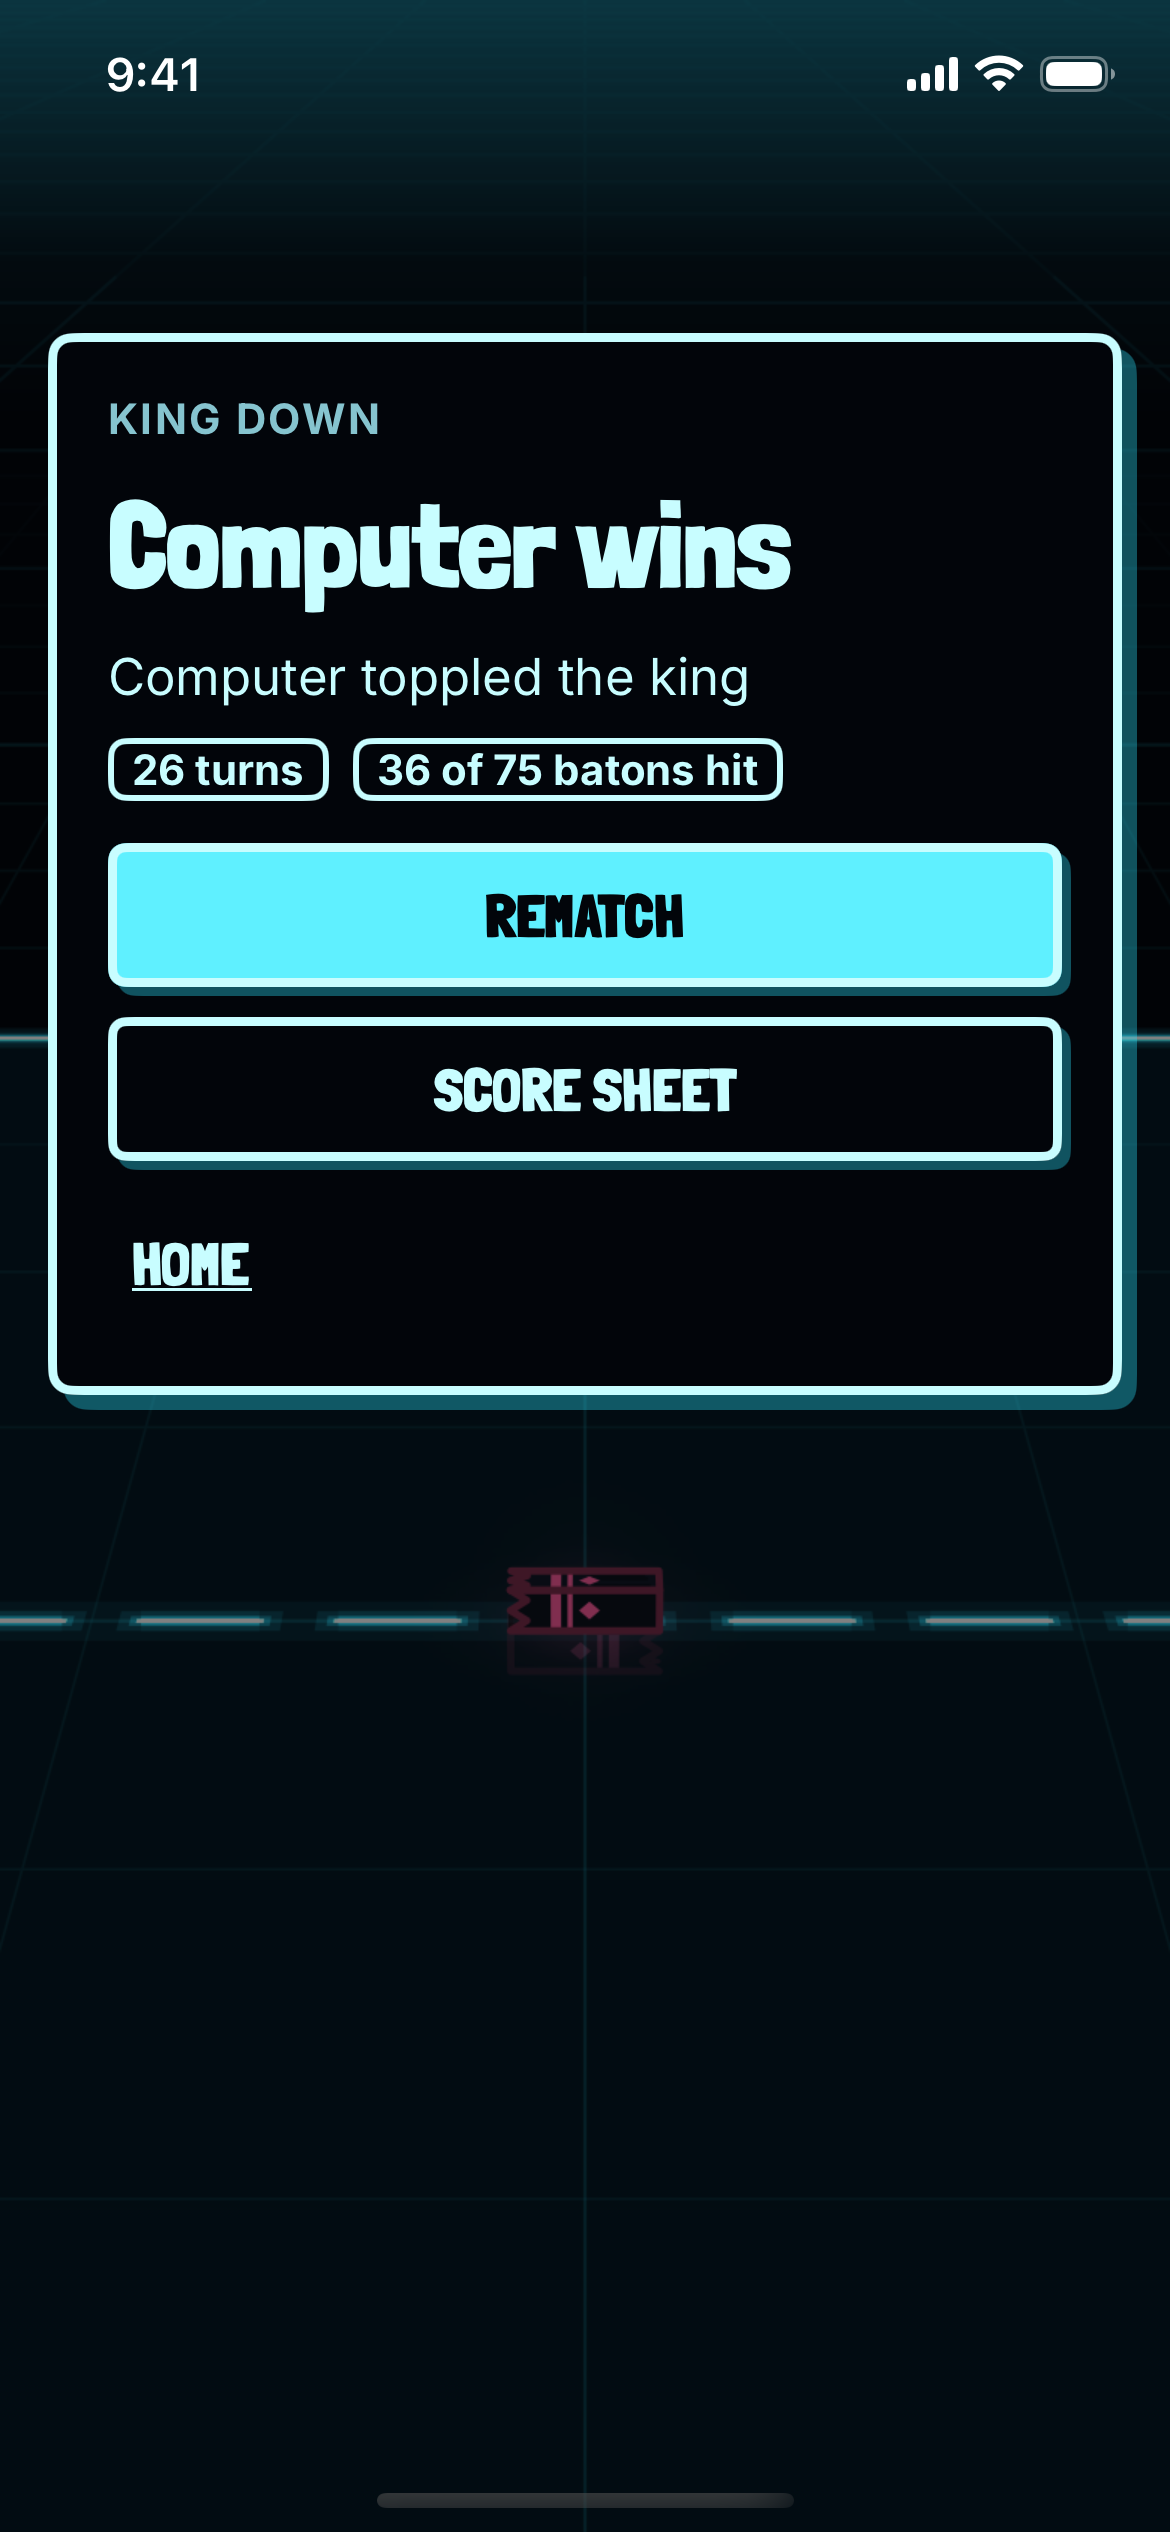 9:41
KING DOWN
Computer wins
Computer toppled the king
26 turns 36 of 75 batons hit
REMATCH
SCORE SHEET
HOME